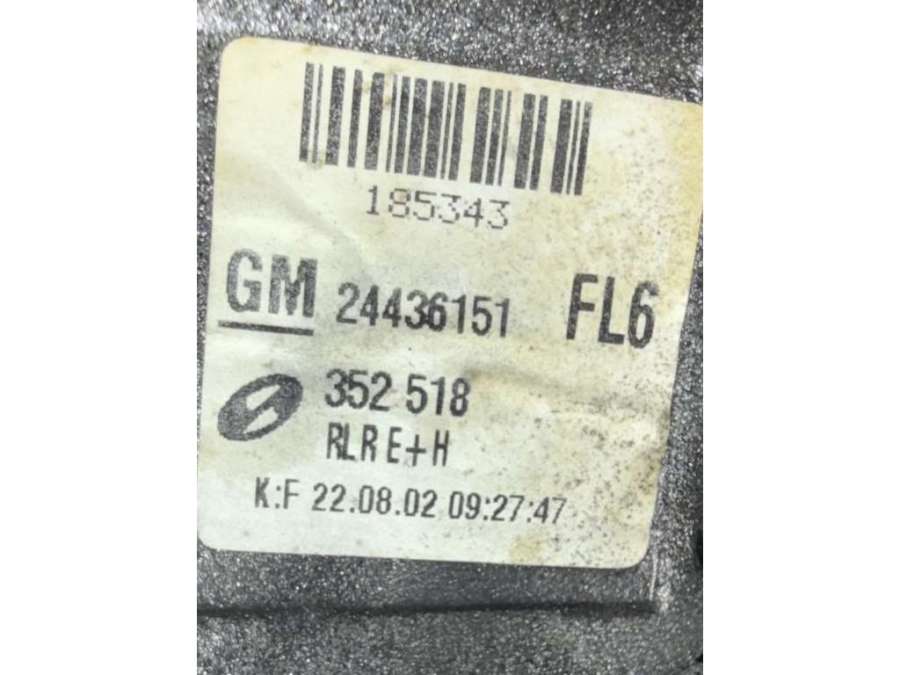 185343
GM 24436151 FL6
352 518
RLR E+H
K:F 22.08.02 09:27:47